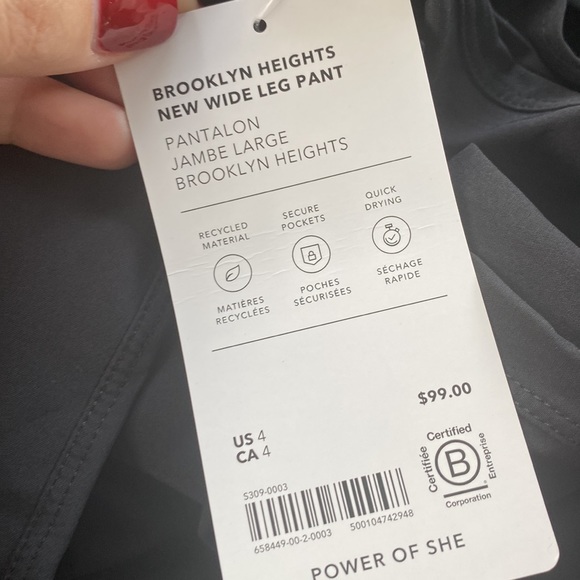 BROOKLYN HEIGHTS
NEW WIDE LEG PANT
PANTALON
JAMBE LARGE
BROOKLYN HEIGHTS
RECYCLED
MATERIAL
MATIÈRES
RECYCLÉES
SECURE
POCKETS
POCHES
SÉCURISÉES
QUICK
DRYING
SÉCHAGE
RAPIDE
$99.00
US 4
CA 4
Certified
Certifiée
B
Entreprise
Corporation
S309-0003
658449-00-2-0003 500104742948
POWER OF SHE